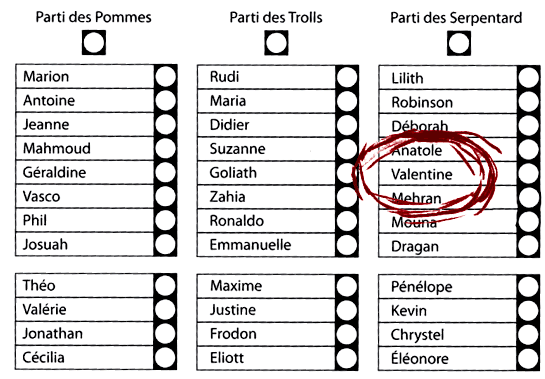 Parti des Pommes
Marion
Antoine
Jeanne
Mahmoud
Géraldine
Vasco
Phil
Josuah
Théo
Valérie
Jonathan
Cécilia
Parti des Trolls
Rudi
Maria
Didier
Suzanne
Goliath
Zahia
Ronaldo
Emmanuelle
Maxime
Justine
Frodon
Eliott
Parti des Serpentard
Lilith
Robinson
Déborah
Anatole
Valentine
Mehran
Mouna
Dragan
Pénélope
Kevin
Chrystel
Éléonore